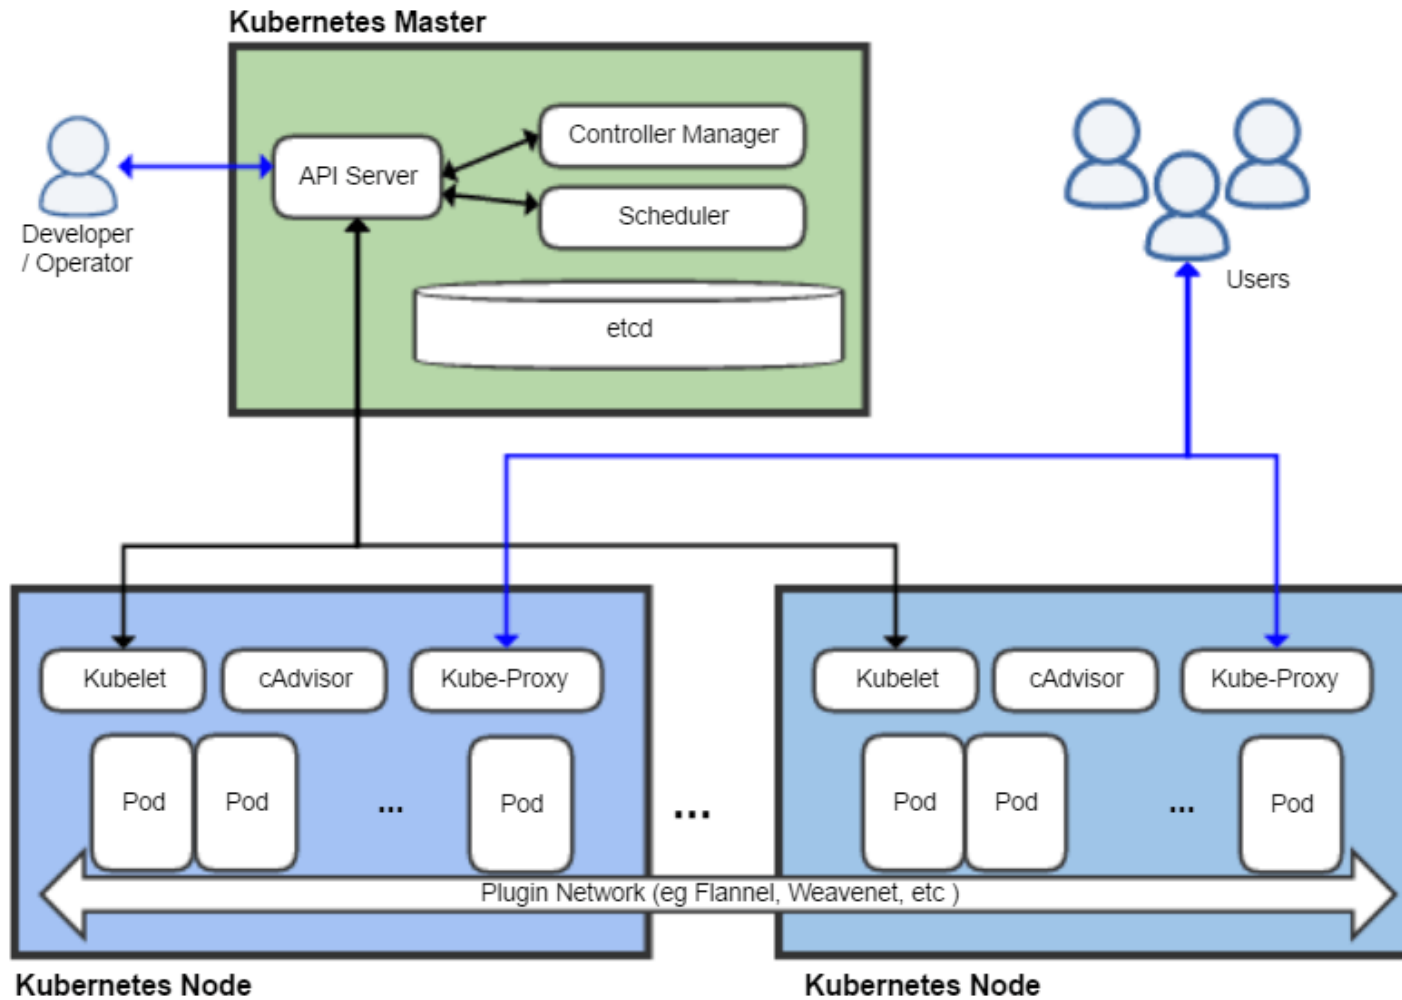 Kubernetes Master
Controller Manager
API Server
Scheduler
Developer
/ Operator
Users
etcd
Kubelet
cAdvisor
Kube-Proxy
Kubelet
cAdvisor
Kube-Proxy
Pod
Pod
...
Pod
...
Pod
Pod
...
Pod
Plugin Network (eg Flannel, Weavenet, etc )
Kubernetes Node
Kubernetes Node